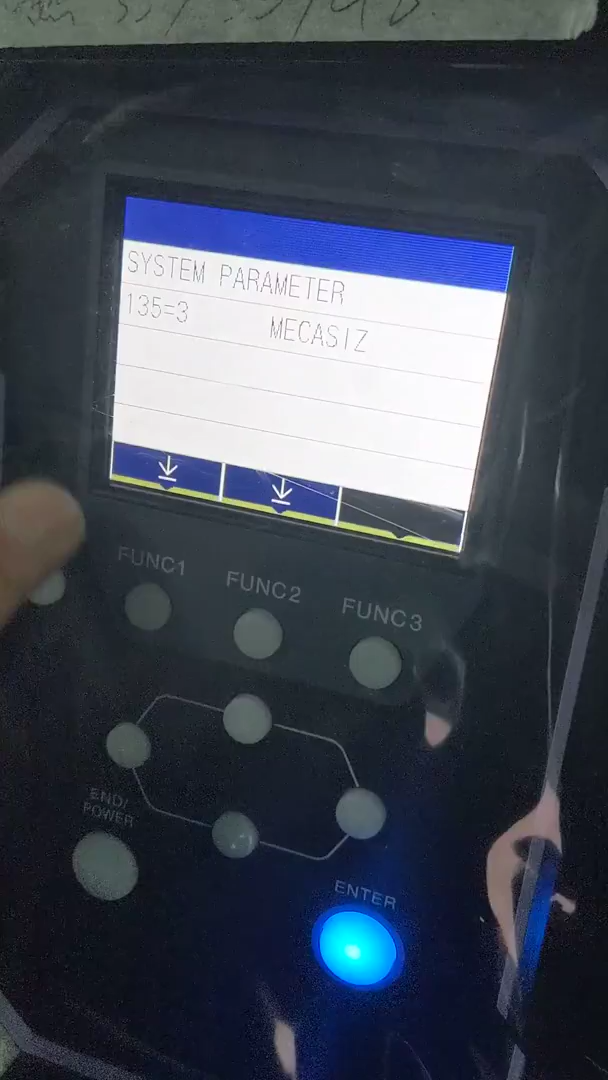 SYSTEM PARAMETER
135=3 MECASIZ
FUNC1 FUNC2 FUNC3
END/
POWER
ENTER